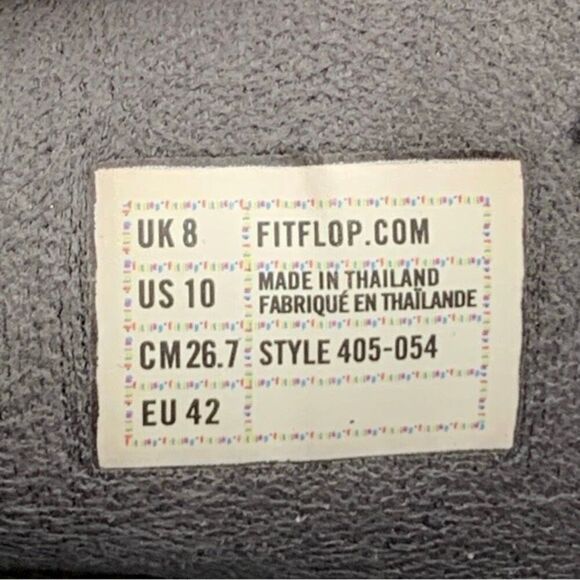 UK 8 FITFLOP.COM
US 10 MADE IN THAILAND
FABRIQUÉ EN THAÏLANDE
CM 26.7 STYLE 405-054
EU 42